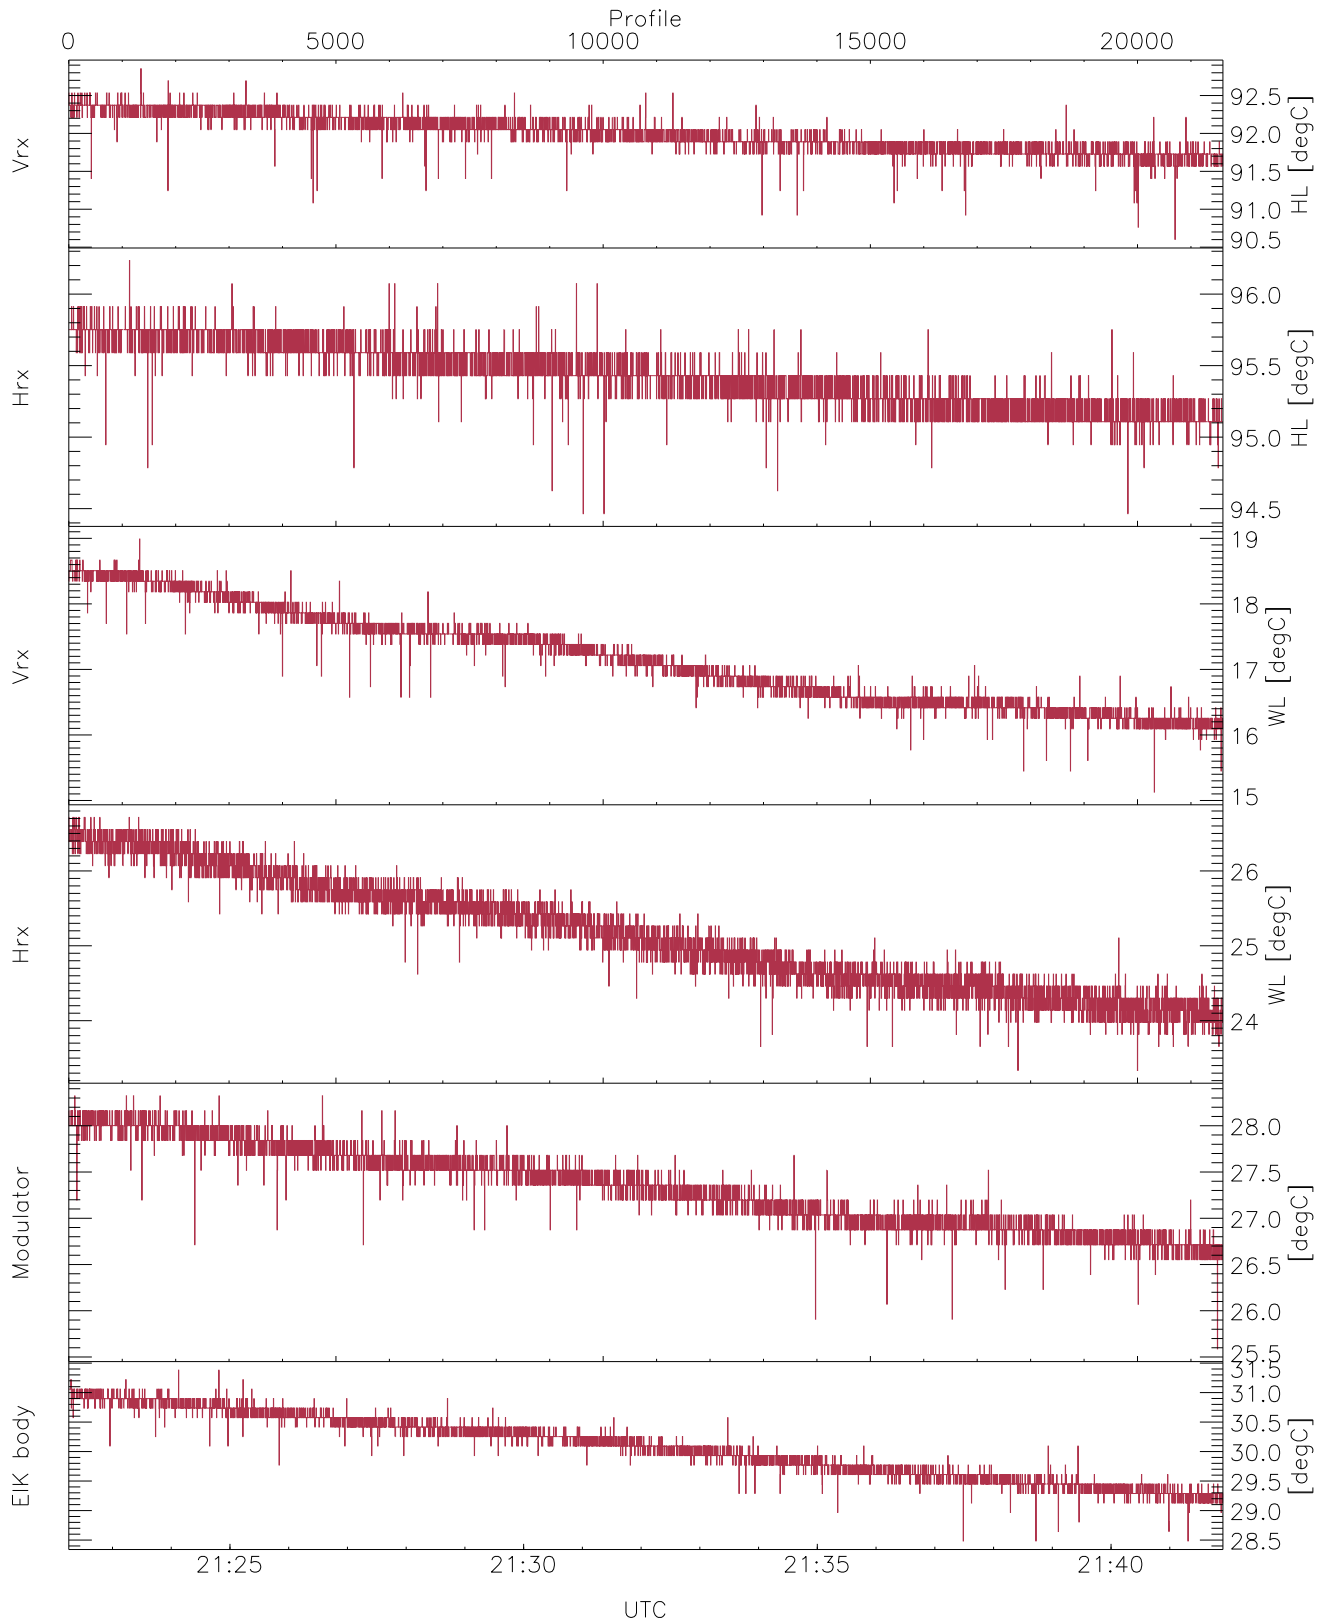 Profile
0 5000 10000 15000 20000
Vrx
92.5
92.0
91.5
91.0
90.5
HL [degC]
Hrx
96.0
95.5
95.0
94.5
HL [degC]
Vrx
19
18
17
16
15
WL [degC]
Hrx
26
25
24
WL [degC]
Modulator
28.0
27.5
27.0
26.5
26.0
25.5
[degC]
EIK body
31.5
31.0
30.5
30.0
29.5
29.0
28.5
[degC]
21:25 21:30 21:35 21:40
UTC